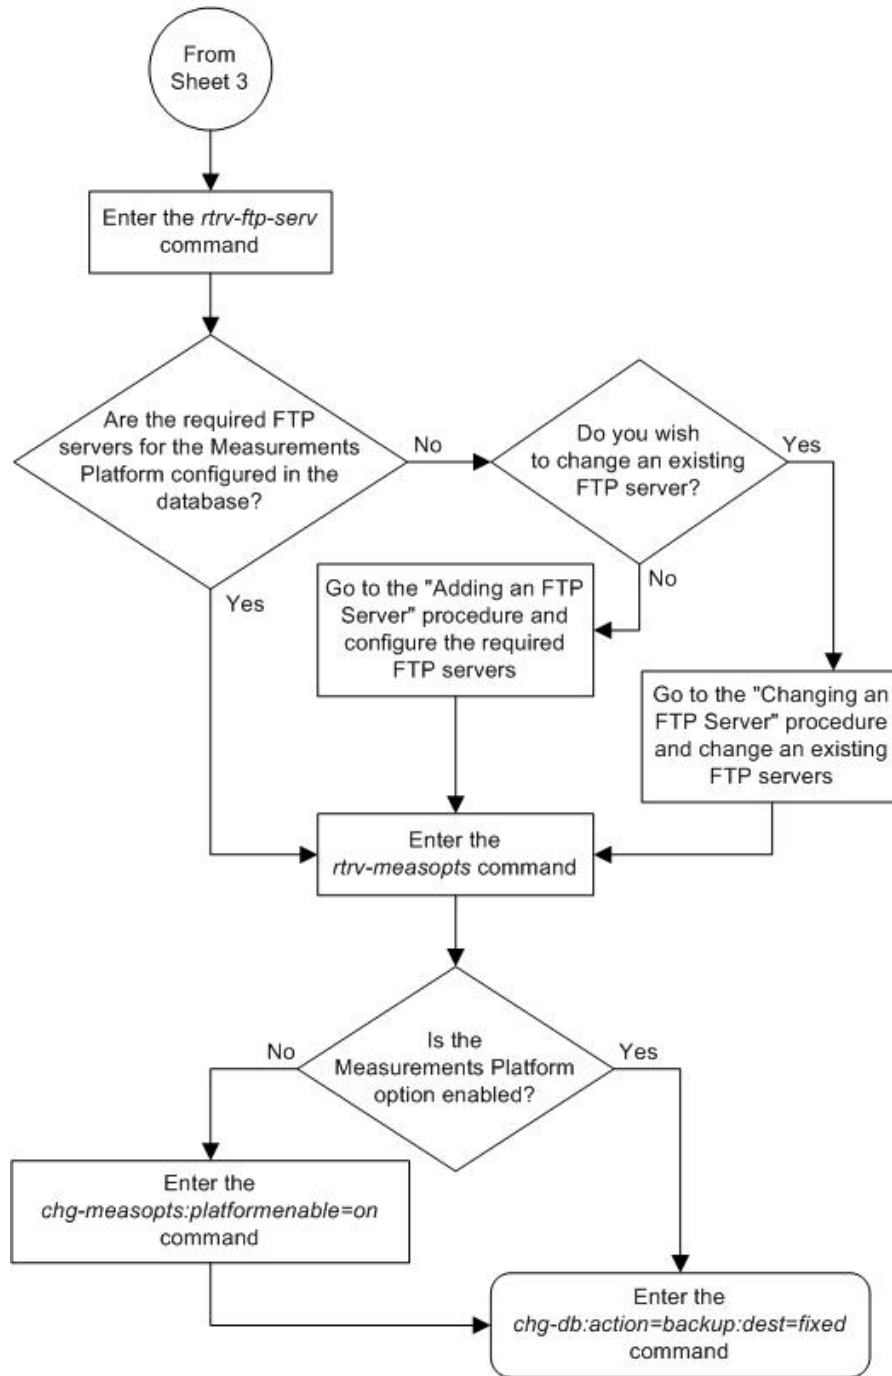 From
Sheet 3
Enter the rtrv-ftp-serv
command
Are the required FTP
servers for the Measurements
Platform configured in the
database?
No
Yes
Do you wish
to change an existing
FTP server?
Yes
No
Go to the "Adding an FTP
Server" procedure and
configure the required
FTP servers
Go to the "Changing an
FTP Server" procedure
and change an existing
FTP servers
Enter the
rtrv-measopts command
Is the
Measurements Platform
option enabled?
No
Yes
Enter the
chg-measopts:platformenable=on
command
Enter the
chg-db:action=backup:dest=fixed
command